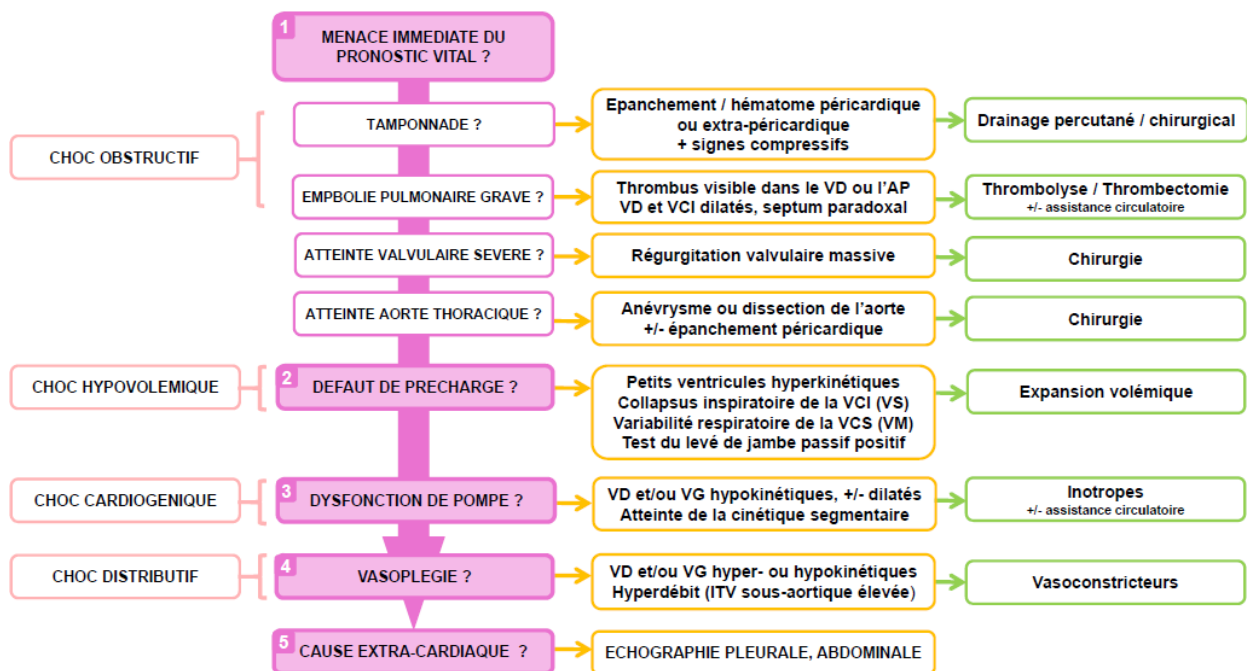 1
MENACE IMMEDIATE DU
PRONOSTIC VITAL ?
CHOC OBSTRUCTIF
TAMPONNADE ?
Epanchement / hématome péricardique
ou extra-péricardique
+ signes compressifs
Drainage percutané / chirurgical
EMPBOLIE PULMONAIRE GRAVE ?
Thrombus visible dans le VD ou l'AP
VD et VCI dilatés, septum paradoxal
Thrombolyse / Thrombectomie
+/- assistance circulatoire
ATTEINTE VALVULAIRE SEVERE ?
Régurgitation valvulaire massive
Chirurgie
ATTEINTE AORTE THORACIQUE ?
Anévrysme ou dissection de l'aorte
+/- épanchement péricardique
Chirurgie
CHOC HYPOVOLEMIQUE
2
DEFAUT DE PRECHARGE ?
Petits ventricules hyperkinétiques
Collapsus inspiratoire de la VCI (VS)
Variabilité respiratoire de la VCS (VM)
Test du levé de jambe passif positif
Expansion volémique
CHOC CARDIOGENIQUE
3
DYSFONCTION DE POMPE ?
VD et/ou VG hypokinétiques, +/- dilatés
Atteinte de la cinétique segmentaire
Inotropes
+/- assistance circulatoire
CHOC DISTRIBUTIF
4
VASOPLEGIE ?
VD et/ou VG hyper- ou hypokinétiques
Hyperdébit (ITV sous-aortique élevée)
Vasoconstricteurs
5
CAUSE EXTRA-CARDIAQUE ?
ECHOGRAPHIE PLEURALE, ABDOMINALE